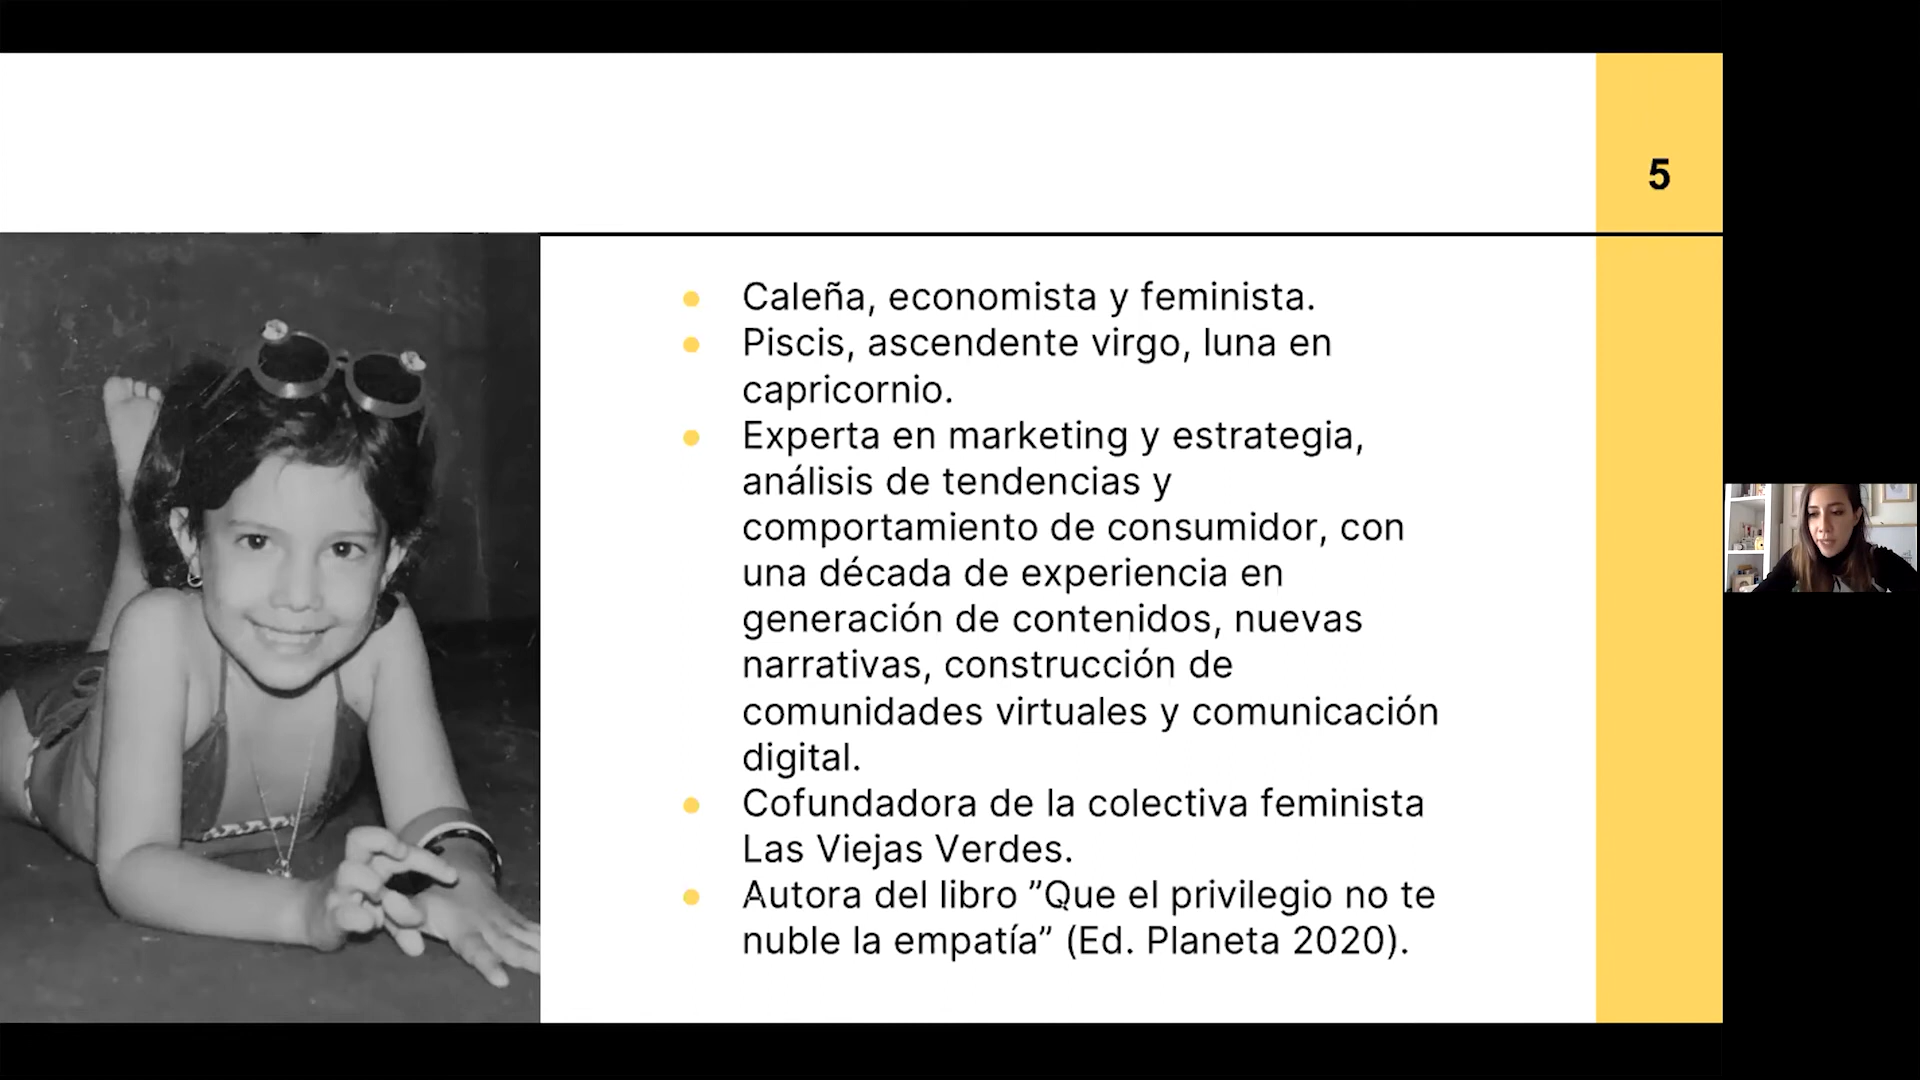 5
Caleña, economista y feminista.
Piscis, ascendente virgo, luna en
capricornio.
Experta en marketing y estrategia,
análisis de tendencias y
comportamiento de consumidor, con
una década de experiencia en
generación de contenidos, nuevas
narrativas, construcción de
comunidades virtuales y comunicación
digital.
Cofundadora de la colectiva feminista
Las Viejas Verdes.
Autora del libro ”Que el privilegio no te
nuble la empatía” (Ed. Planeta 2020).